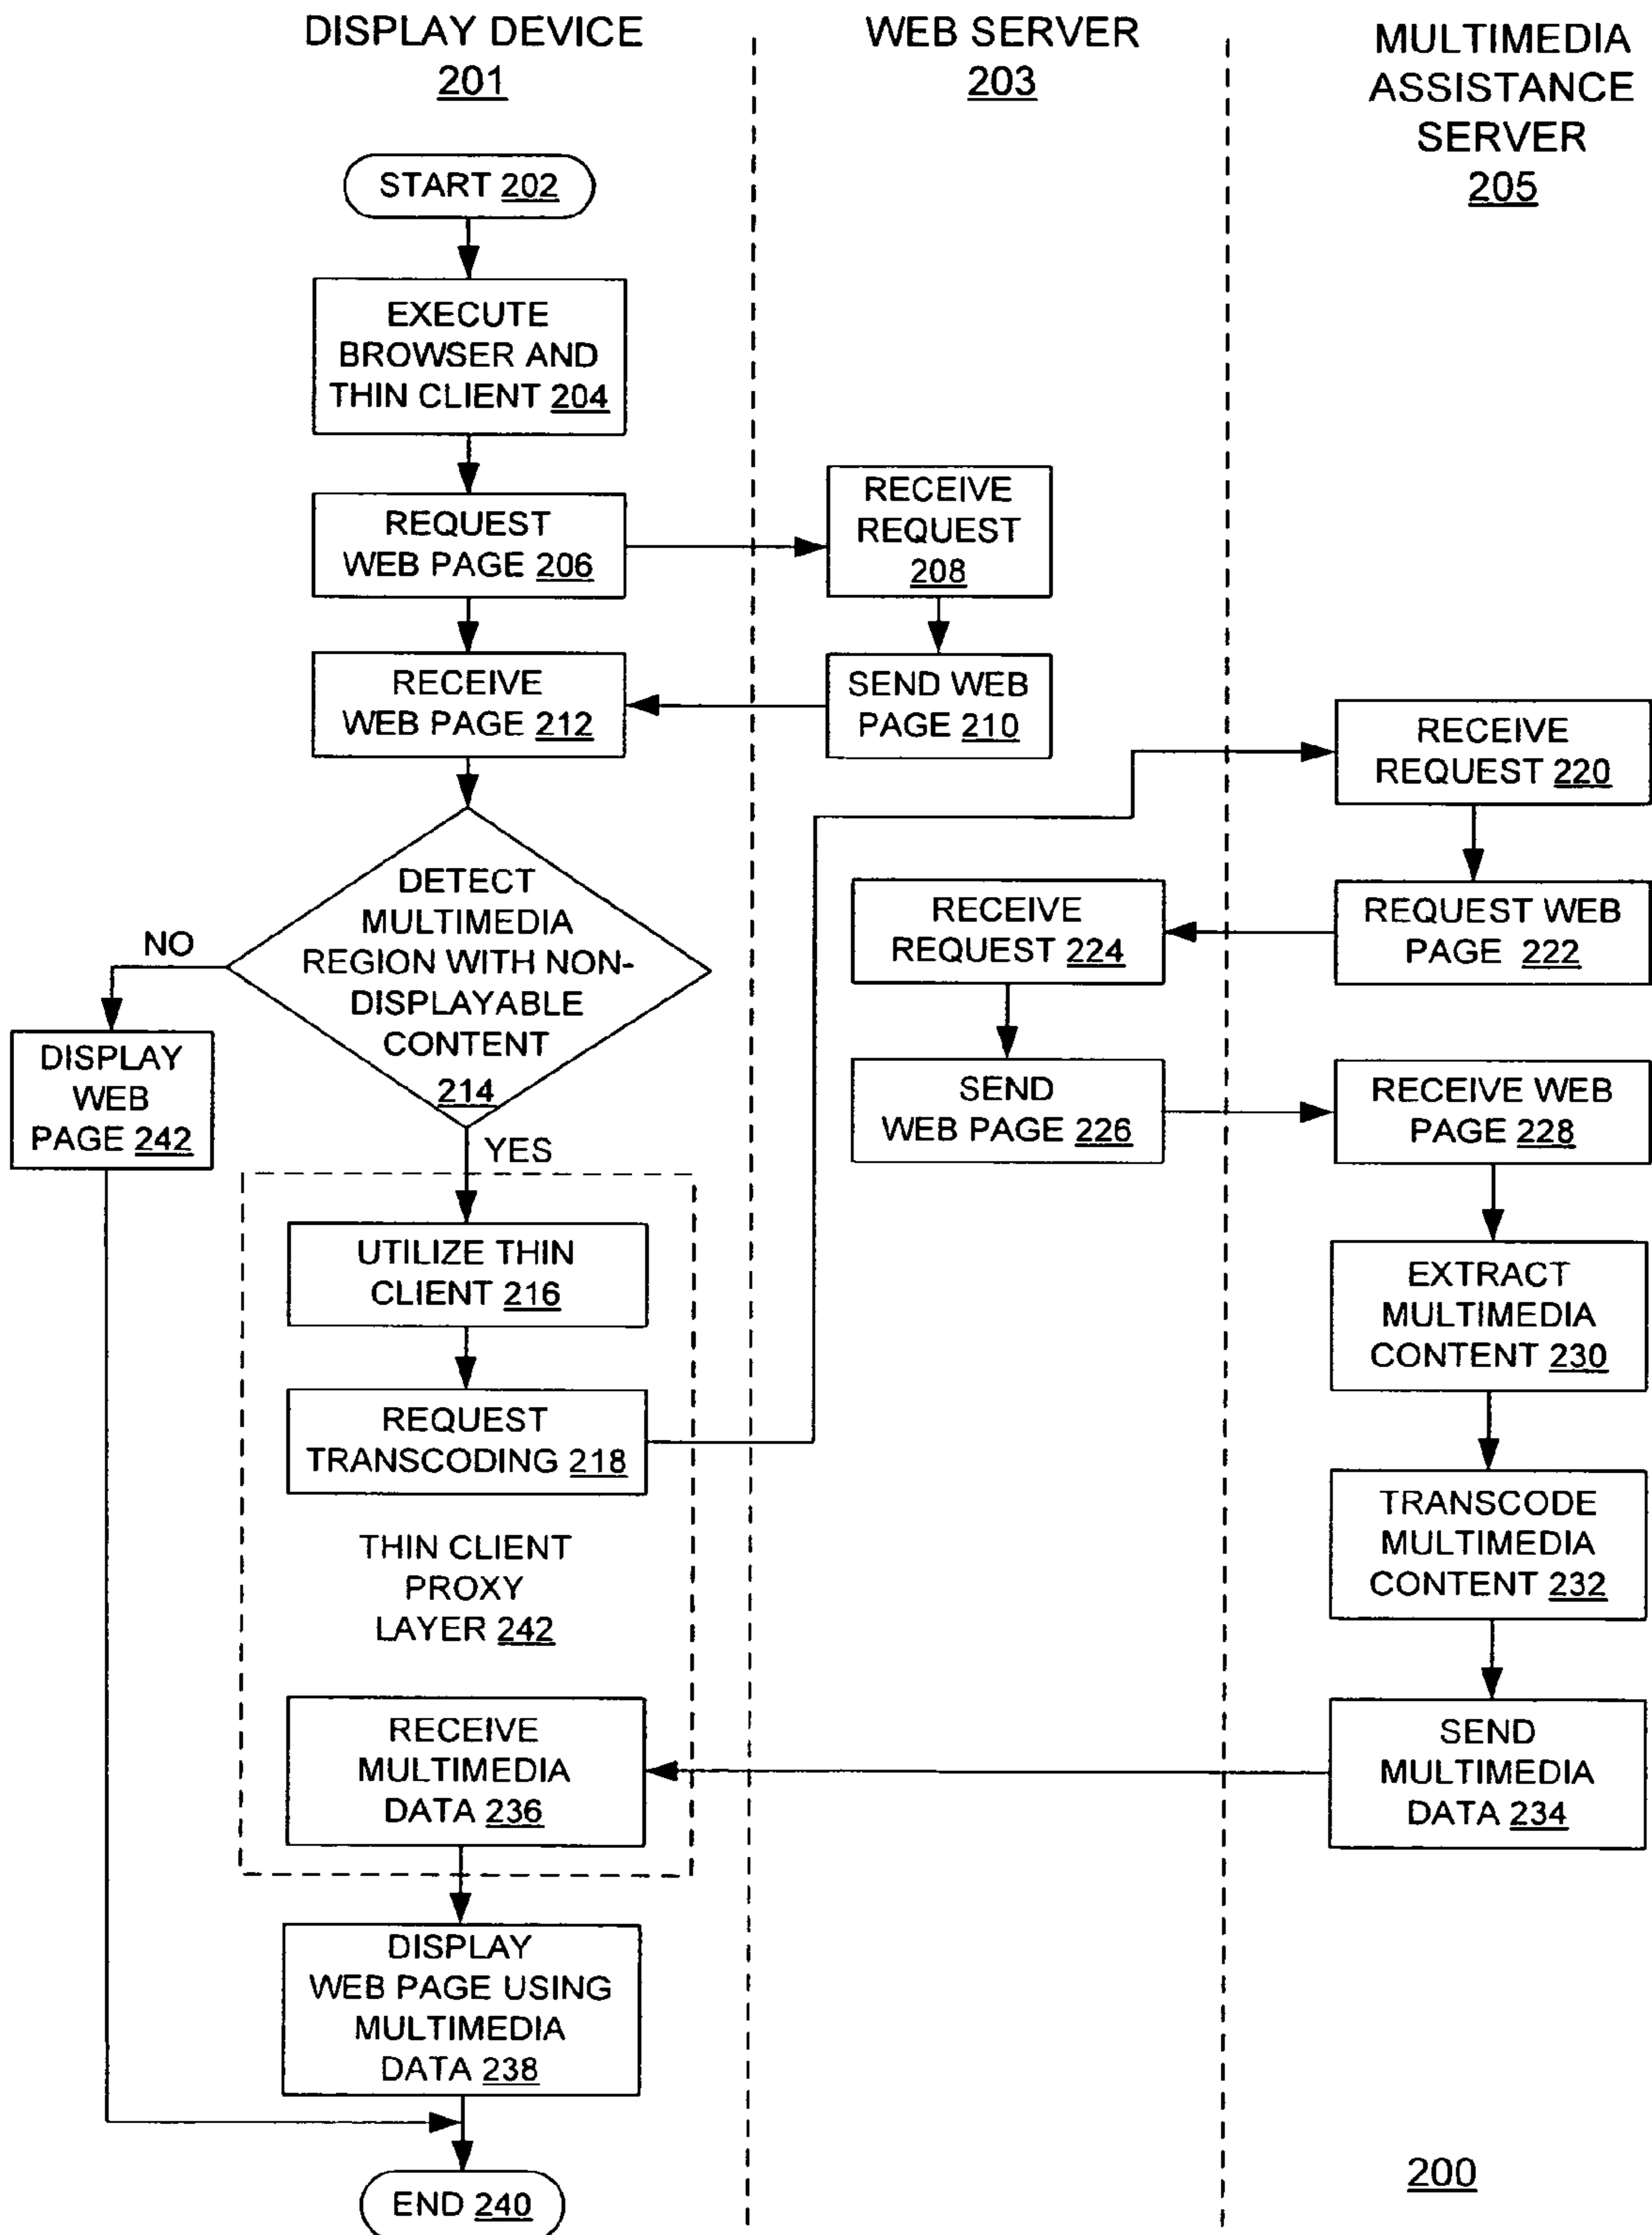 DISPLAY DEVICE
201
WEB SERVER
203
MULTIMEDIA
ASSISTANCE
SERVER
205
START 202
EXECUTE
BROWSER AND
THIN CLIENT 204
REQUEST
WEB PAGE 206
RECEIVE
REQUEST
208
RECEIVE
WEB PAGE 212
SEND WEB
PAGE 210
RECEIVE
REQUEST 220
DETECT
MULTIMEDIA
REGION WITH NON-
DISPLAYABLE
CONTENT
214
NO
YES
DISPLAY
WEB
PAGE 242
RECEIVE
REQUEST 224
REQUEST WEB
PAGE 222
SEND
WEB PAGE 226
RECEIVE WEB
PAGE 228
UTILIZE THIN
CLIENT 216
REQUEST
TRANSCODING 218
THIN CLIENT
PROXY
LAYER 242
EXTRACT
MULTIMEDIA
CONTENT 230
TRANSCODE
MULTIMEDIA
CONTENT 232
RECEIVE
MULTIMEDIA
DATA 236
SEND
MULTIMEDIA
DATA 234
DISPLAY
WEB PAGE USING
MULTIMEDIA
DATA 238
END 240
200